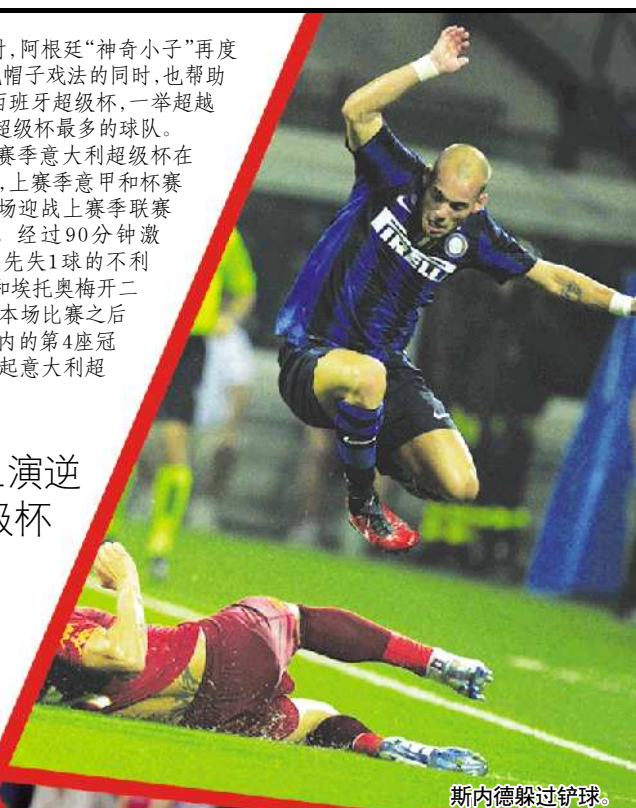 时,阿根廷“神奇小子”再度
帽子戏法的同时,也帮助
西班牙超级杯,一举超越
超级杯最多的球队。
赛季意大利超级杯在
,上赛季意甲和杯赛
场迎战上赛季联赛
。经过90分钟激
先失1球的不利
和埃托奥梅开二
本场比赛之后
内的第4座冠
起意大利超
演逆
级杯
PIRELLI
斯内德躲过铲球。